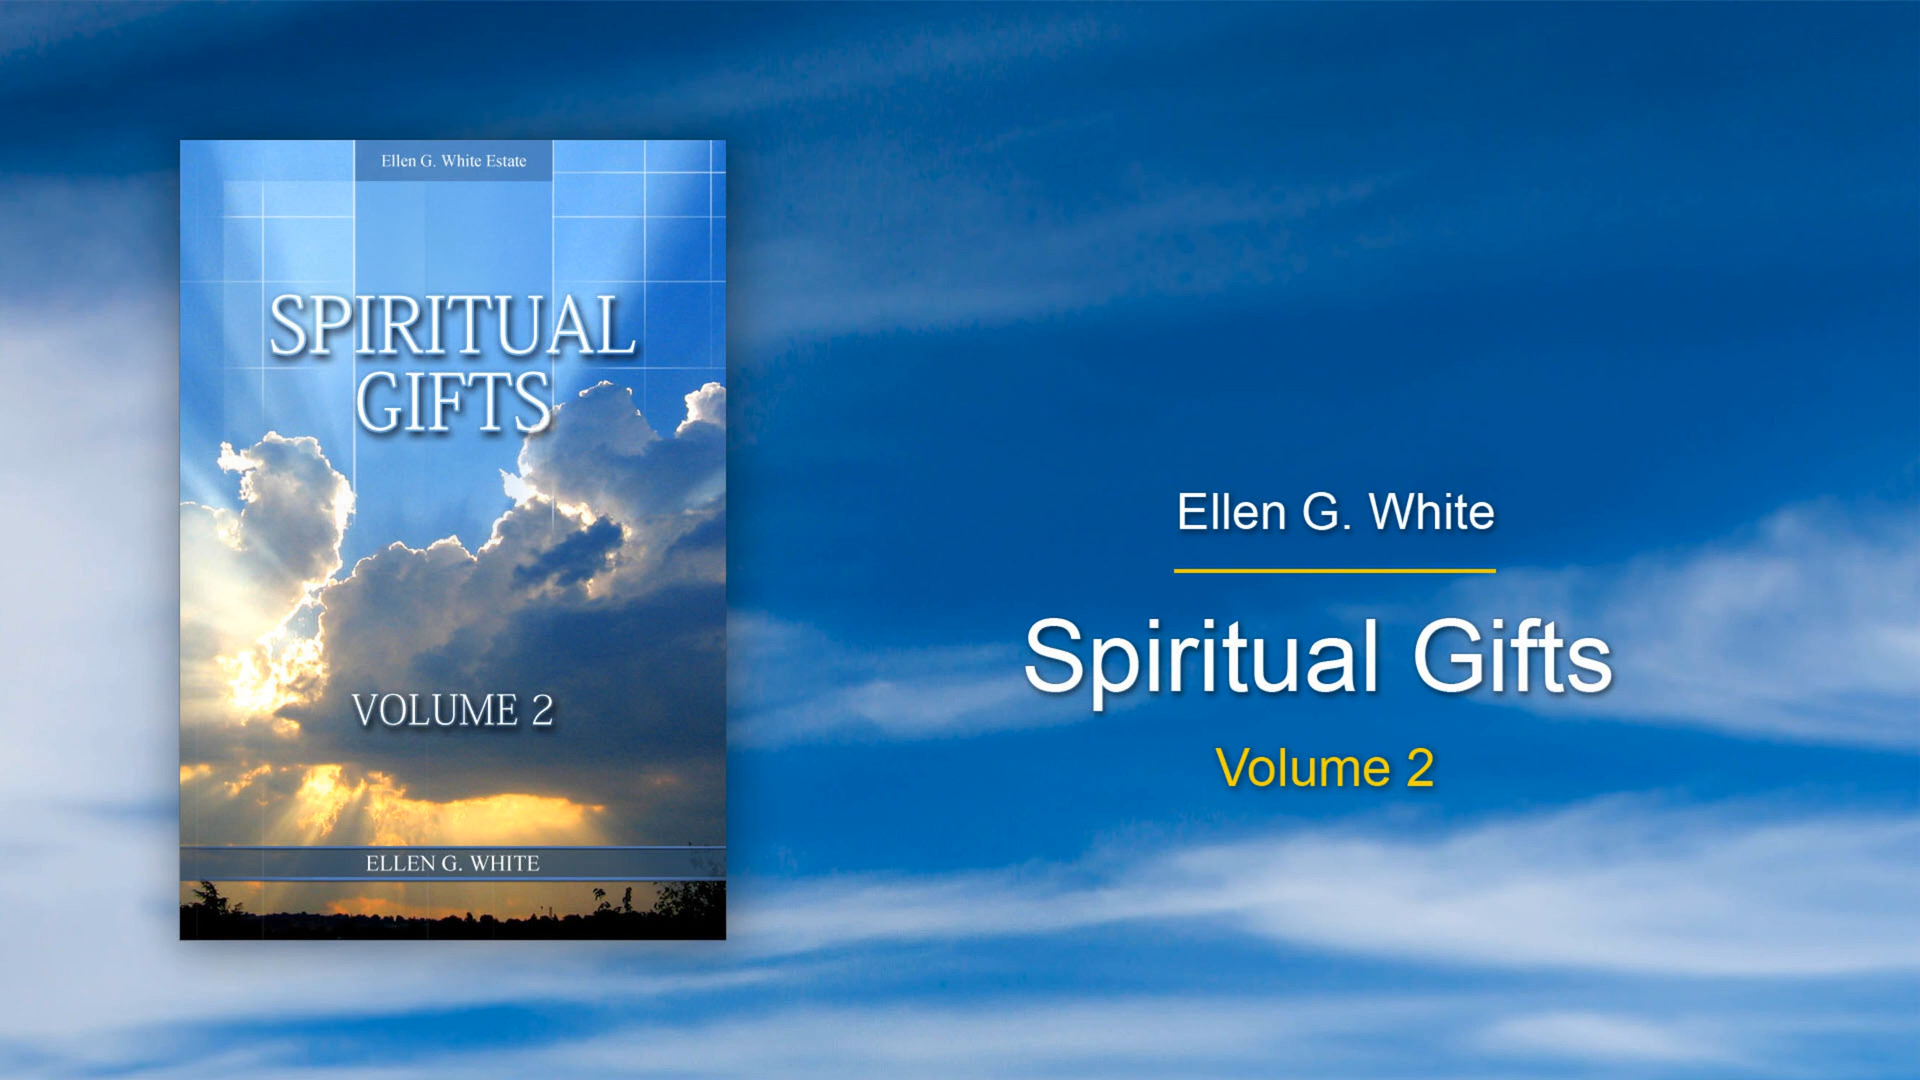 Ellen G. White Estate
SPIRITUAL
GIFTS
VOLUME 2
ELLEN G. WHITE
Ellen G. White
Spiritual Gifts
Volume 2